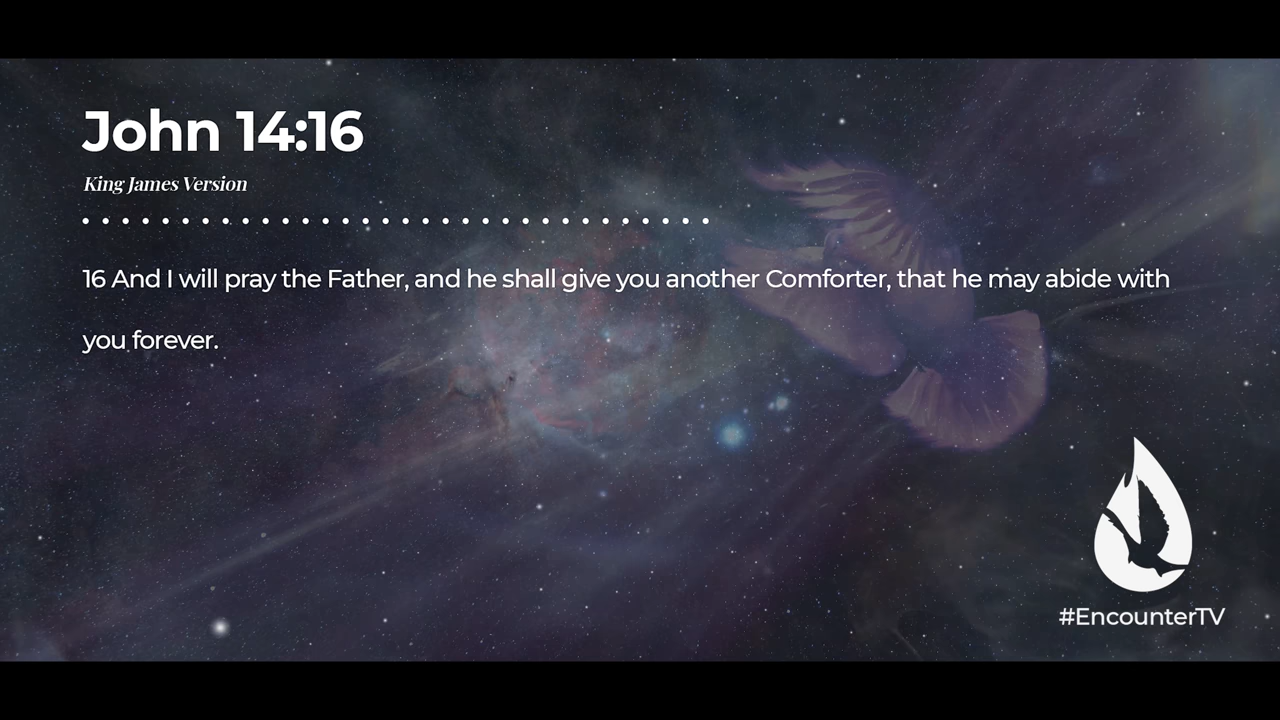 John 14:16
King James Version
16 And I will pray the Father, and he shall give you another Comforter, that he may abide with
you forever.
#EncounterTV